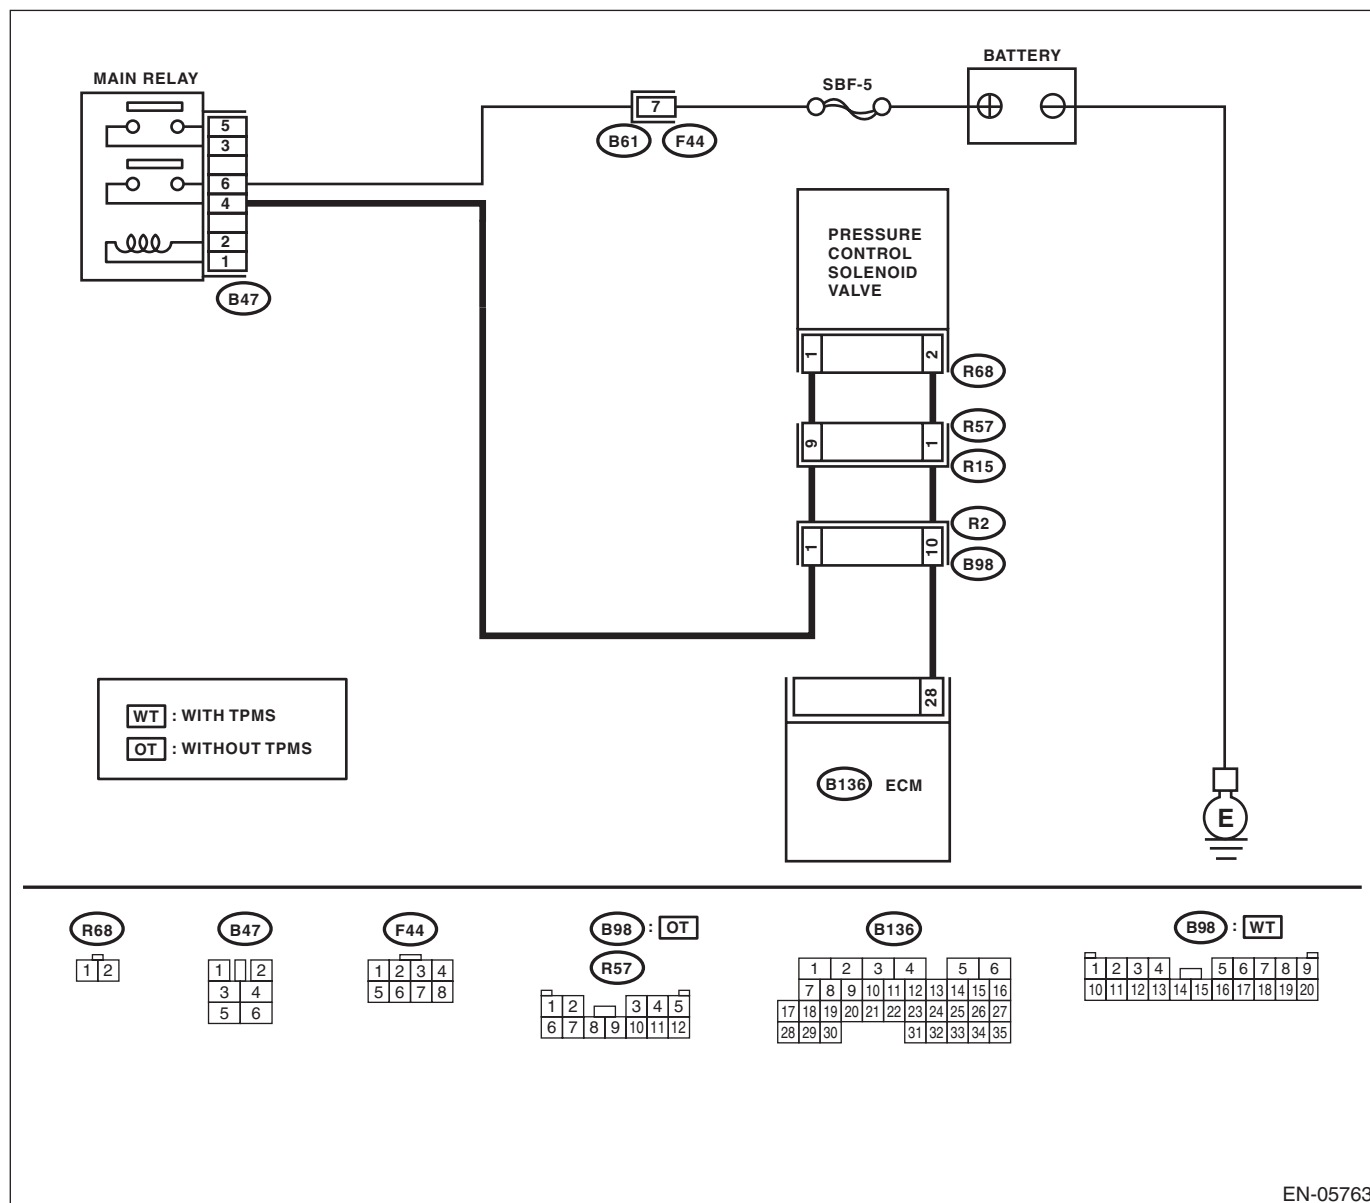 BATTERY
MAIN RELAY
SBF-5
5
3
6
4
2
1
B47
7
B61 F44
PRESSURE
CONTROL
SOLENOID
VALVE
1 2
R68
9 1
R57
R15
1 10
R2
B98
28
B136 ECM
WT : WITH TPMS
OT : WITHOUT TPMS
E
R68
1 2
B47
1 2
3 4
5 6
F44
1 2 3 4
5 6 7 8
B98 : OT
R57
1 2 3 4 5
6 7 8 9 10 11 12
B136
1 2 3 4 5 6
7 8 9 10 11 12 13 14 15 16
17 18 19 20 21 22 23 24 25 26 27
28 29 30 31 32 33 34 35
B98 : WT
1 2 3 4 5 6 7 8 9
10 11 12 13 14 15 16 17 18 19 20
EN-05763